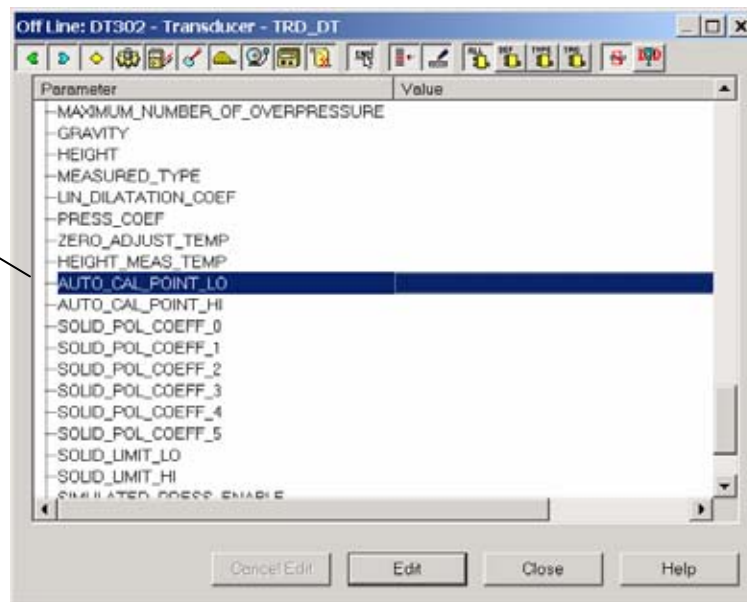 Off Line: DT302 - Transducer - TRD_DT
Parameter Value
MAXIMUM_NUMBER_OF_OVERPRESSURE
GRAVITY
HEIGHT
MEASURED_TYPE
LIN_DILATATION_COEF
PRESS_COEF
ZERO_ADJUST_TEMP
HEIGHT_MEAS_TEMP
AUTO_CAL_POINT_LO
AUTO_CAL_POINT_HI
SOLID_POL_COEFF_0
SOLID_POL_COEFF_1
SOLID_POL_COEFF_2
SOLID_POL_COEFF_3
SOLID_POL_COEFF_4
SOLID_POL_COEFF_5
SOLID_LIMIT_LO
SOLID_LIMIT_HI
SIMULATED_PRESS_ENABLE
Cancel Edit Edit Close Help